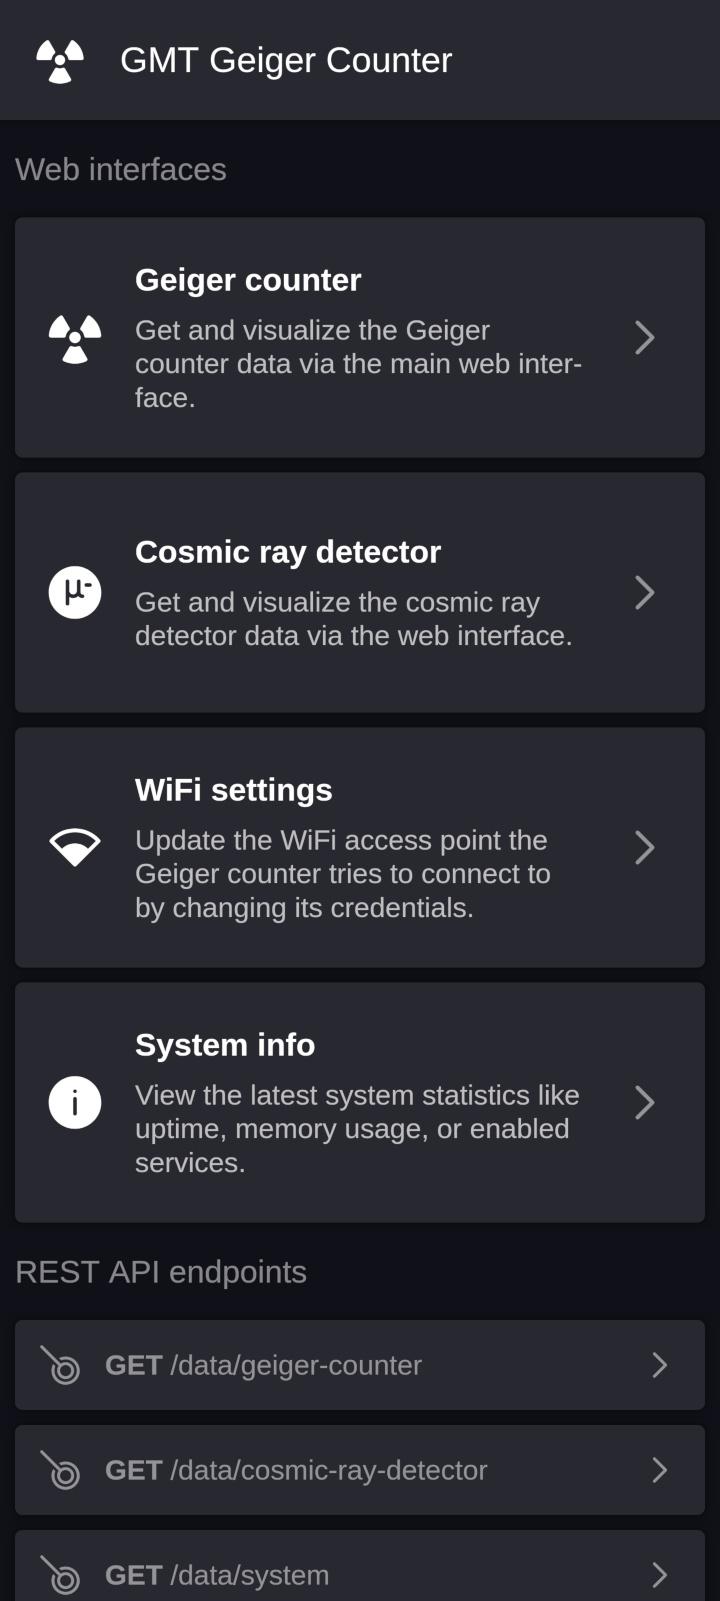 GMT Geiger Counter
Web interfaces
Geiger counter
Get and visualize the Geiger
counter data via the main web inter-
face.
Cosmic ray detector
μ-
Get and visualize the cosmic ray
detector data via the web interface.
WiFi settings
Update the WiFi access point the
Geiger counter tries to connect to
by changing its credentials.
System info
i
View the latest system statistics like
uptime, memory usage, or enabled
services.
REST API endpoints
GET /data/geiger-counter
GET /data/cosmic-ray-detector
GET /data/system